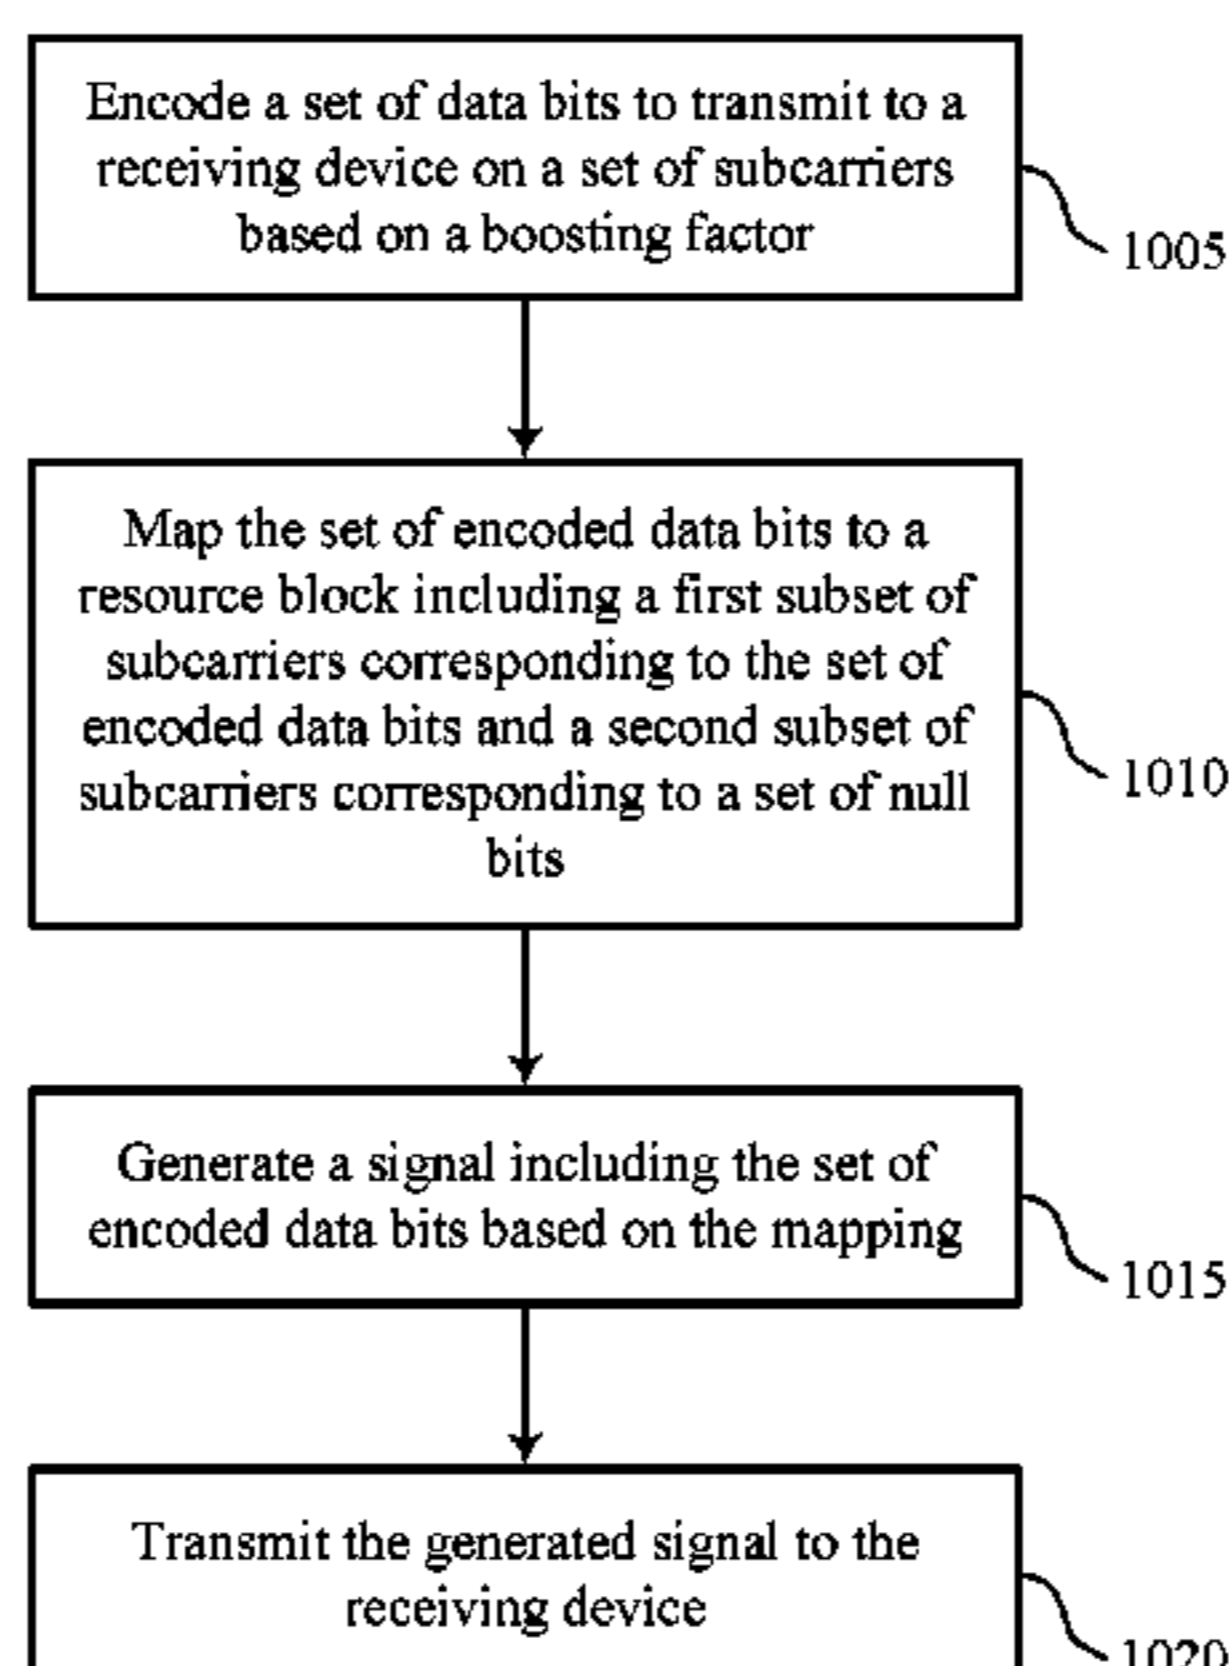 Encode a set of data bits to transmit to a
receiving device on a set of subcarriers
based on a boosting factor
1005
Map the set of encoded data bits to a
resource block including a first subset of
subcarriers corresponding to the set of
encoded data bits and a second subset of
subcarriers corresponding to a set of null
bits
1010
Generate a signal including the set of
encoded data bits based on the mapping
1015
Transmit the generated signal to the
receiving device
1020